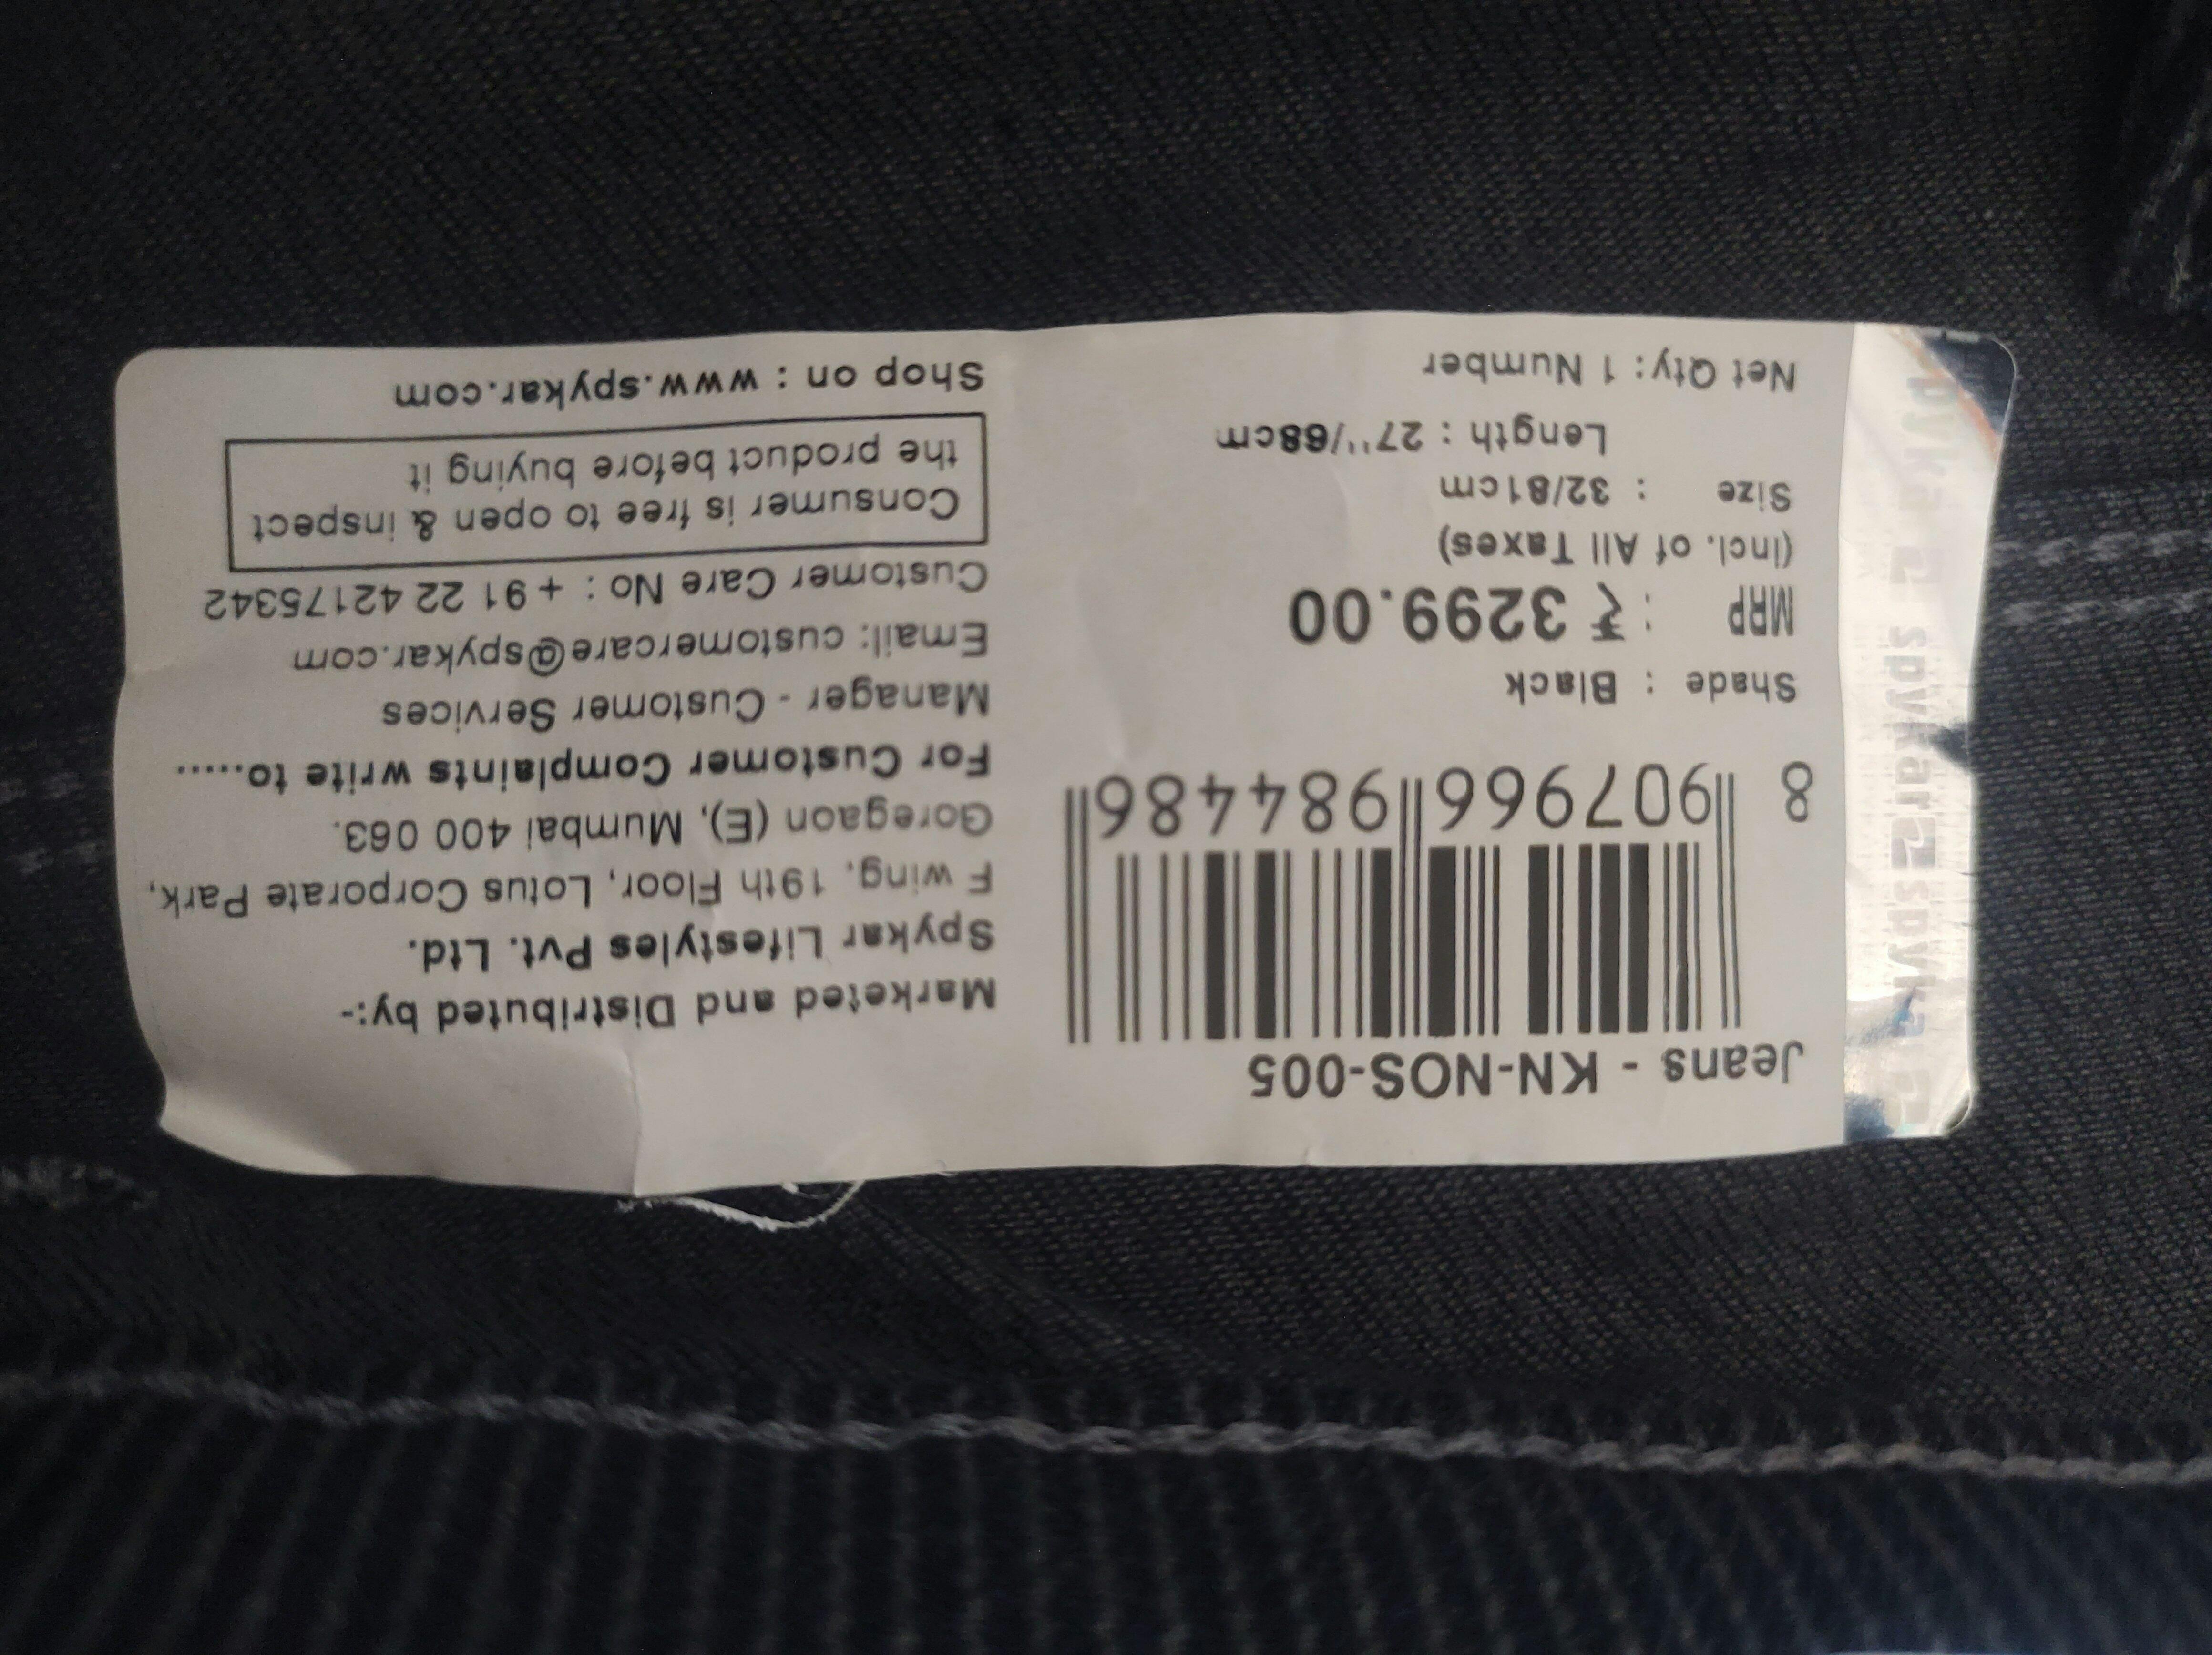 Jeans - KN-NOS-005
8 907966 984486
Shade : Black
MRP : ₹ 3299.00
(Incl. of All Taxes)
Size : 32/81cm
Length : 27"/68cm
Net Qty: 1 Number
Marketed and Distributed by:-
Spykar Lifestyles Pvt. Ltd.
F wing, 19th Floor, Lotus Corporate Park,
Goregaon (E), Mumbai 400 063.
For Customer Complaints write to......
Manager - Customer Services
Email: customercare@spykar.com
Customer Care No : +91 22 42175342
Consumer is free to open & inspect
the product before buying it
Shop on : www.spykar.com
spykar spykar